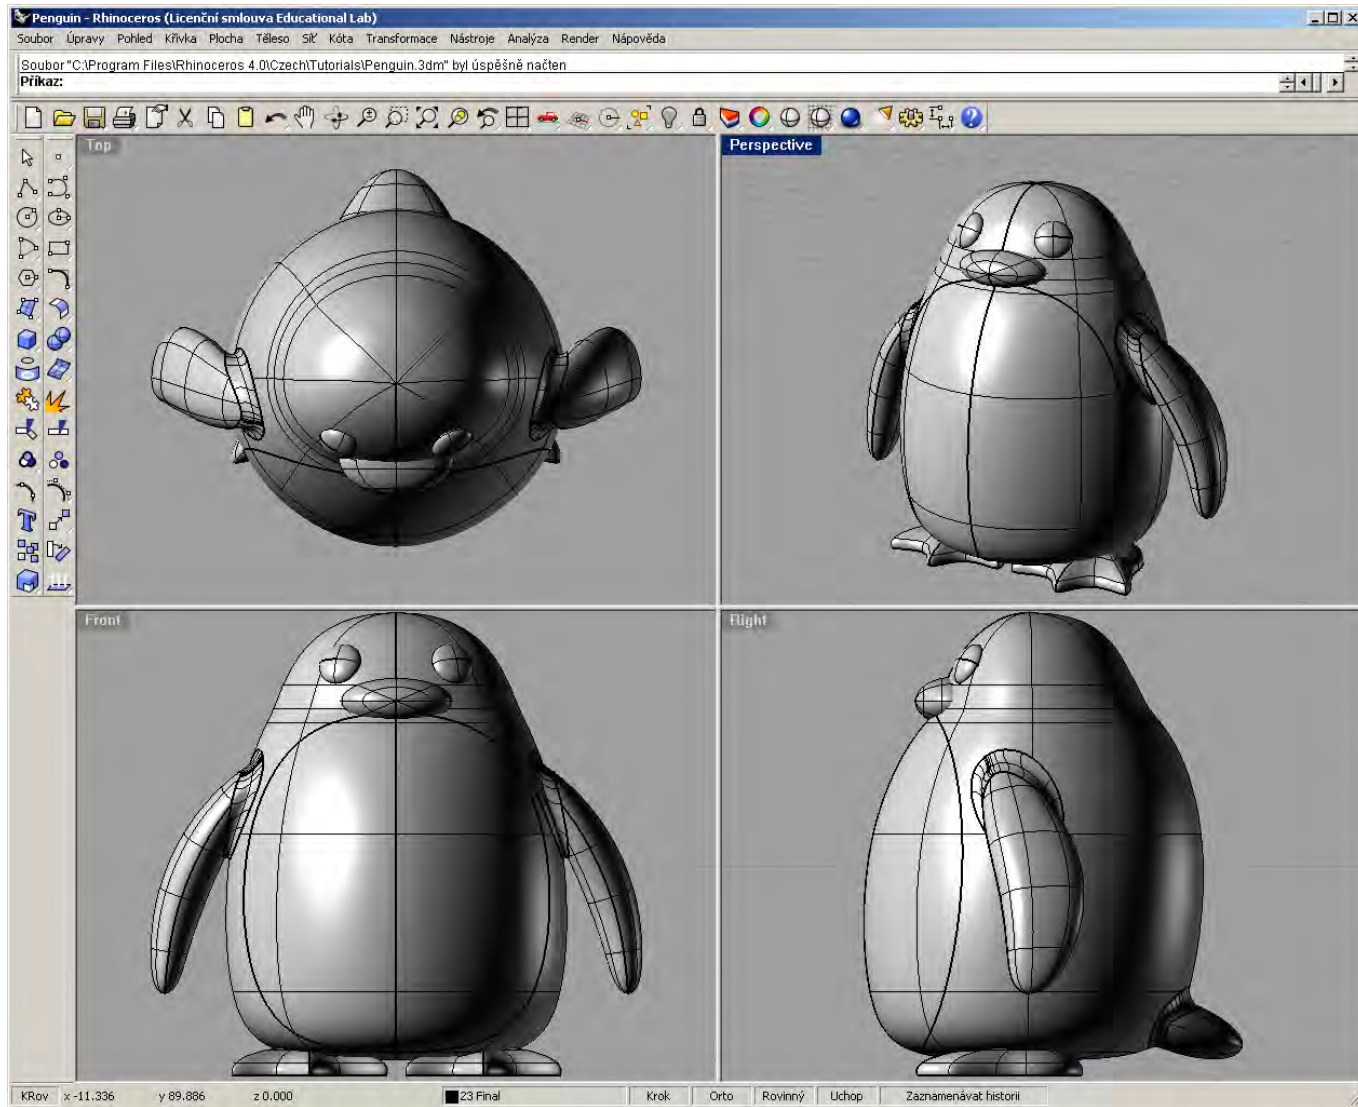 Penguin - Rhinoceros (Licenční smlouva Educational Lab)
Soubor Úpravy Pohled Křivka Plocha Těleso Síť Kóta Transformace Nástroje Analýza Render Nápověda
Soubor "C:\Program Files\Rhinoceros 4.0\Czech\Tutorials\Penguin.3dm" byl úspěšně načten
Příkaz:
Top
Perspective
Front
Right
KRov x -11.336 y 89.886 z 0.000 23 Final Krok Orto Rovinný Uchop Zaznamenávat historii